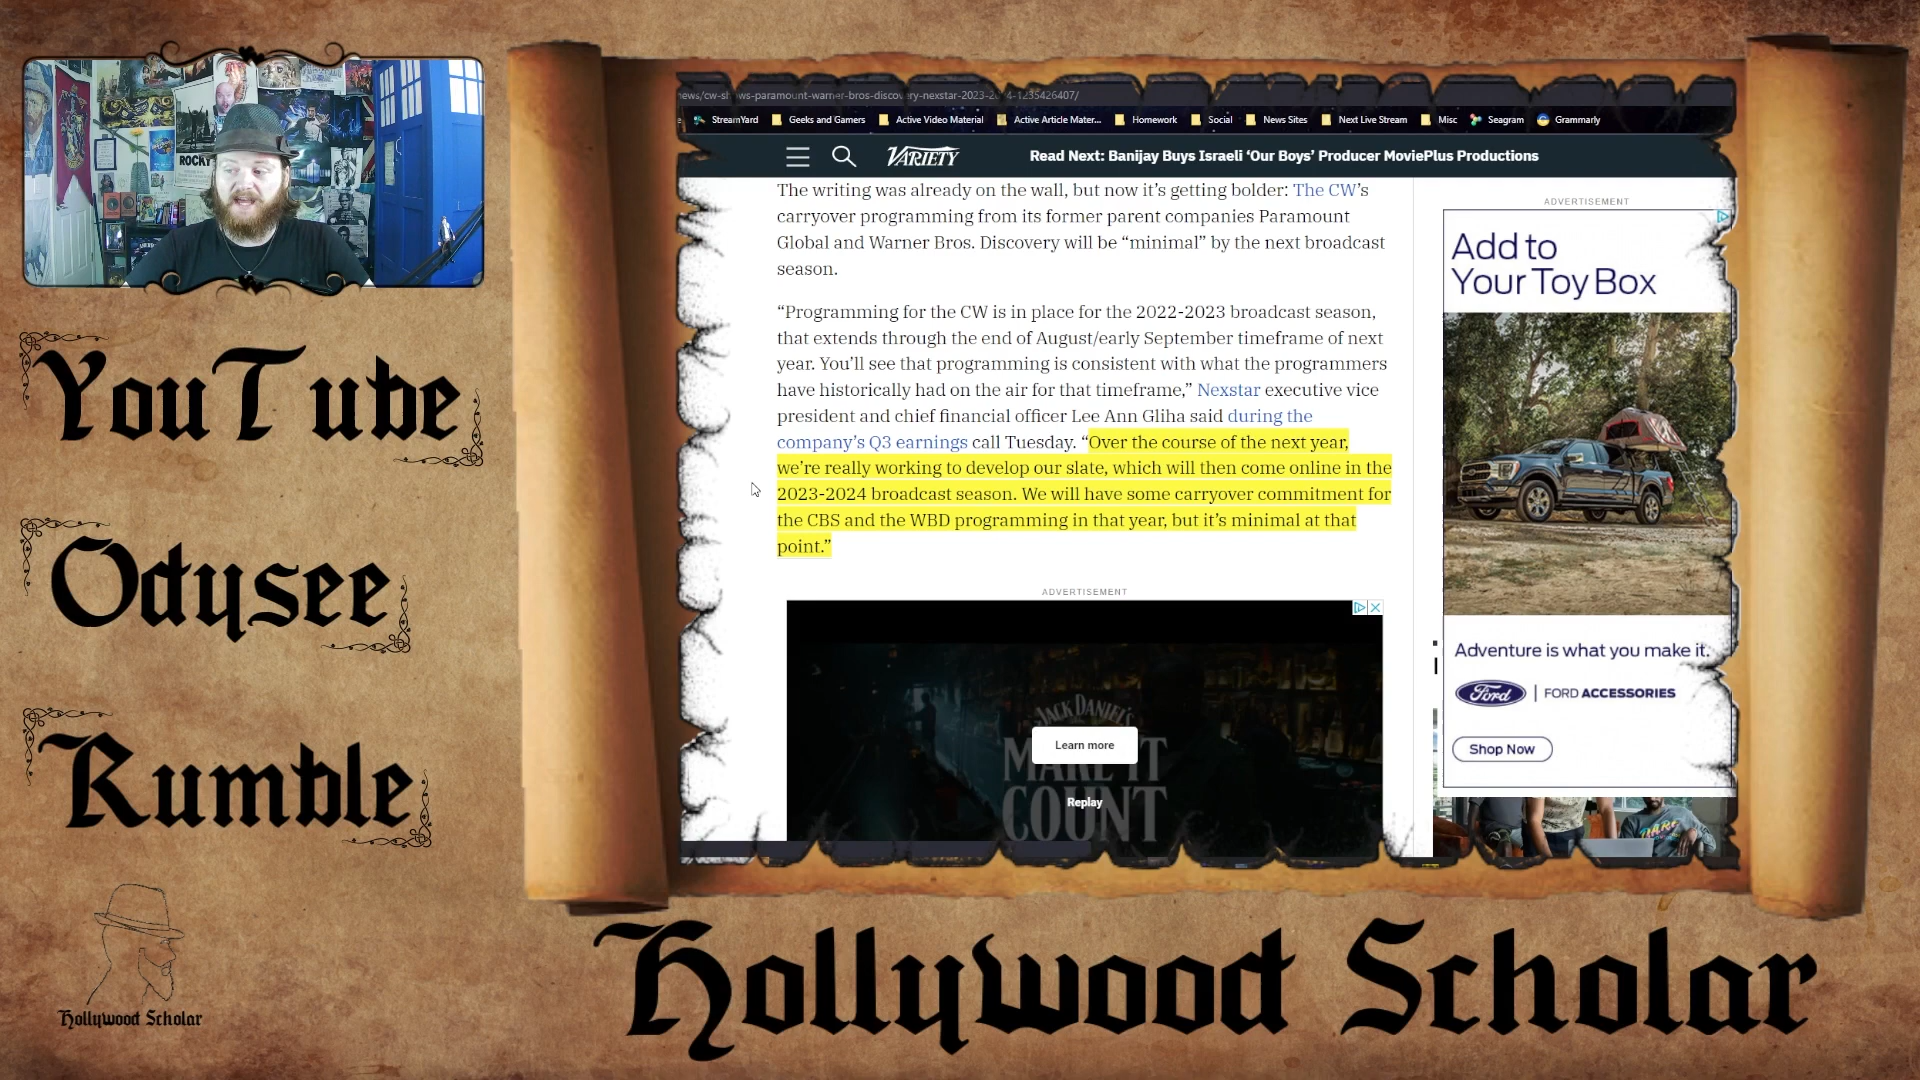 news/cw-shows-paramount-warner-bros-discovery-nexstar-2023-2024-1235426407/
StreamYard Geeks and Gamers Active Video Material Active Article Mater... Homework Social News Sites Next Live Stream Misc Seagram Grammarly
VARIETY
Read Next: Banijay Buys Israeli ‘Our Boys’ Producer MoviePlus Productions
The writing was already on the wall, but now it’s getting bolder: The CW’s
carryover programming from its former parent companies Paramount
Global and Warner Bros. Discovery will be “minimal” by the next broadcast
season.
“Programming for the CW is in place for the 2022-2023 broadcast season,
that extends through the end of August/early September timeframe of next
year. You’ll see that programming is consistent with what the programmers
have historically had on the air for that timeframe,” Nexstar executive vice
president and chief financial officer Lee Ann Gliha said during the
company’s Q3 earnings call Tuesday. “Over the course of the next year,
we’re really working to develop our slate, which will then come online in the
2023-2024 broadcast season. We will have some carryover commitment for
the CBS and the WBD programming in that year, but it’s minimal at that
point.”
ADVERTISEMENT
JACK DANIEL'S
MAKE IT
COUNT
Learn more
Replay
ADVERTISEMENT
Add to
Your Toy Box
Adventure is what you make it.
Ford | FORD ACCESSORIES
Shop Now
ROCKY
YouTube
Odysee
Rumble
Hollywood Scholar
Hollywood Scholar